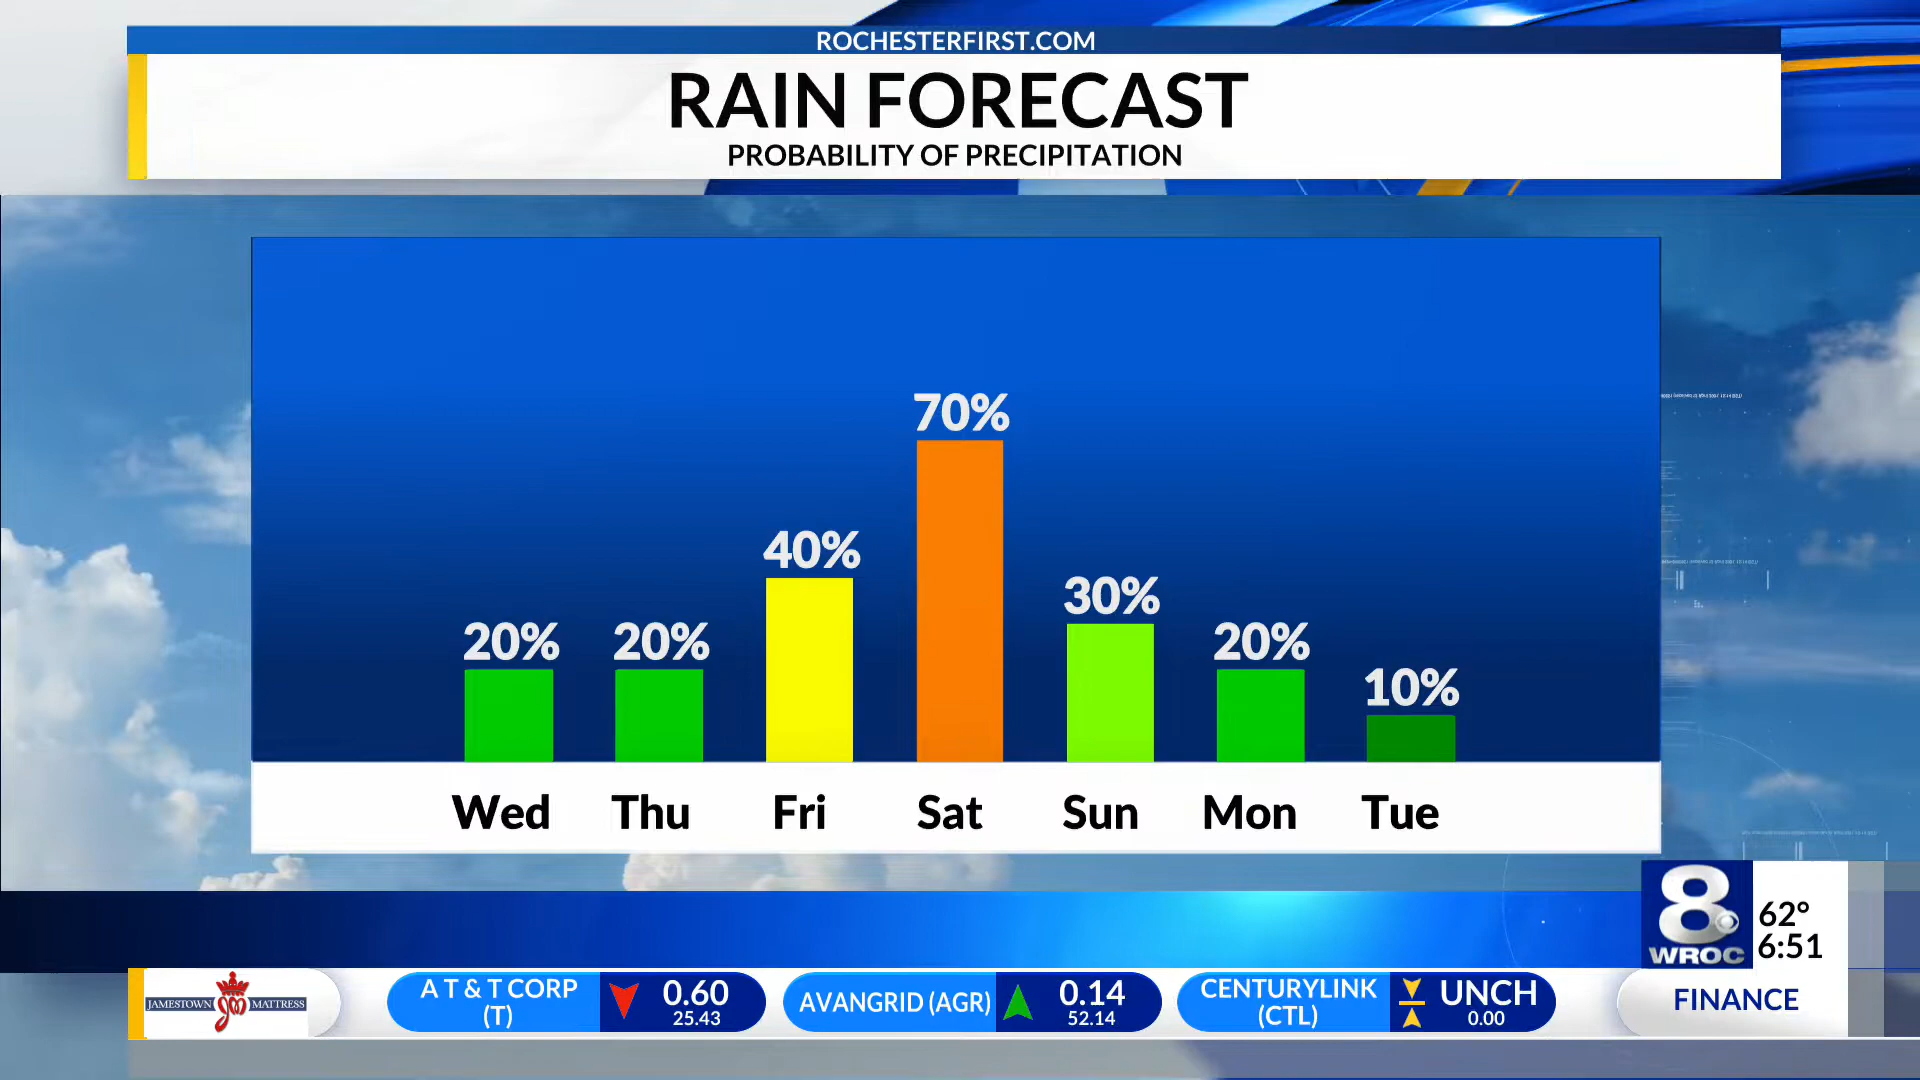 ROCHESTERFIRST.COM
RAIN FORECAST
PROBABILITY OF PRECIPITATION
70%
40%
30%
20%
20%
20%
10%
Wed
Thu
Fri
Sat
Sun
Mon
Tue
8
WROC
62°
6:51
JAMESTOWN JM MATTRESS
A T & T CORP
(T)
0.60
25.43
AVANGRID (AGR)
0.14
52.14
CENTURYLINK
(CTL)
UNCH
0.00
FINANCE